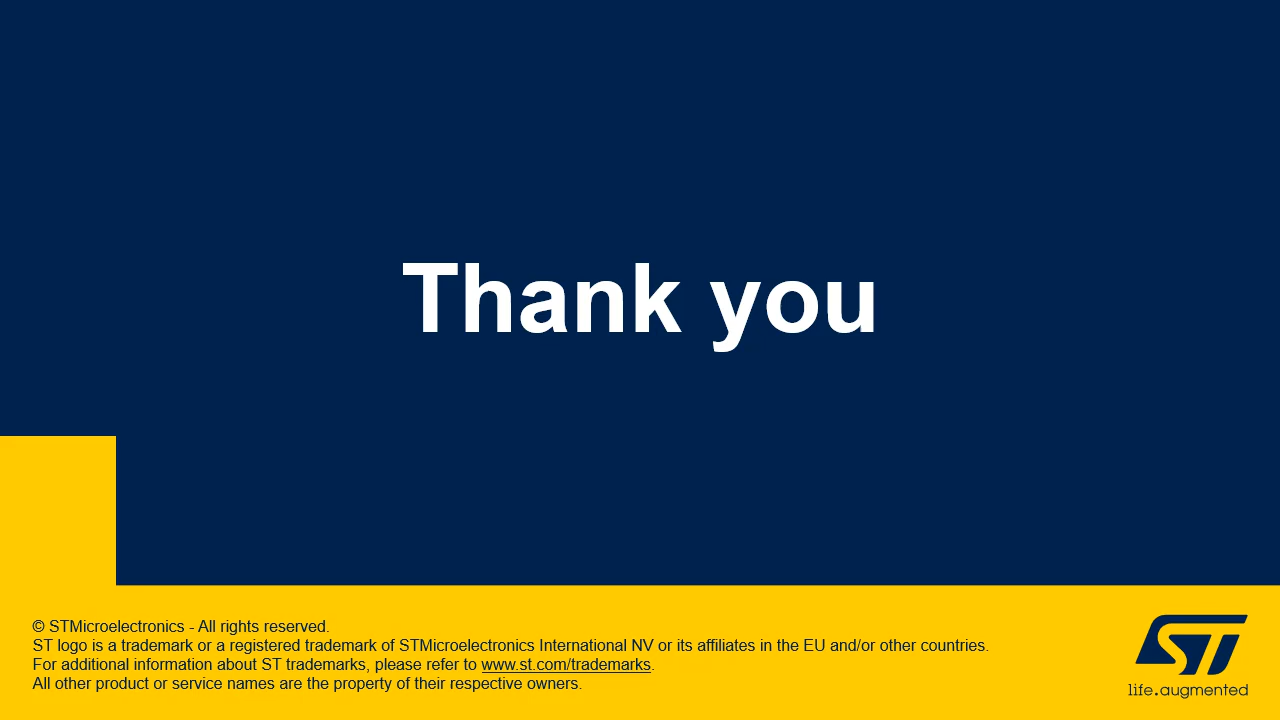 Thank you
© STMicroelectronics - All rights reserved.
ST logo is a trademark or a registered trademark of STMicroelectronics International NV or its affiliates in the EU and/or other countries.
For additional information about ST trademarks, please refer to www.st.com/trademarks.
All other product or service names are the property of their respective owners.
ST
life.augmented